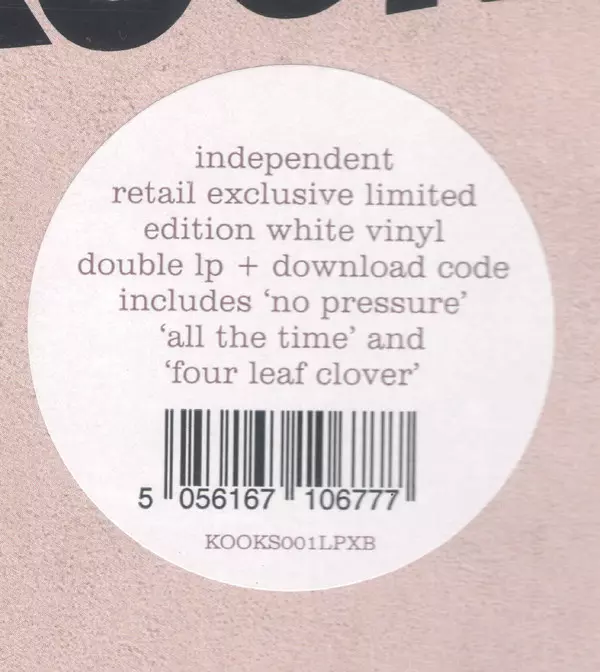 independent
retail exclusive limited
edition white vinyl
double lp + download code
includes ‘no pressure’
‘all the time’ and
‘four leaf clover’
5 056167 106777
KOOKS001LPXB